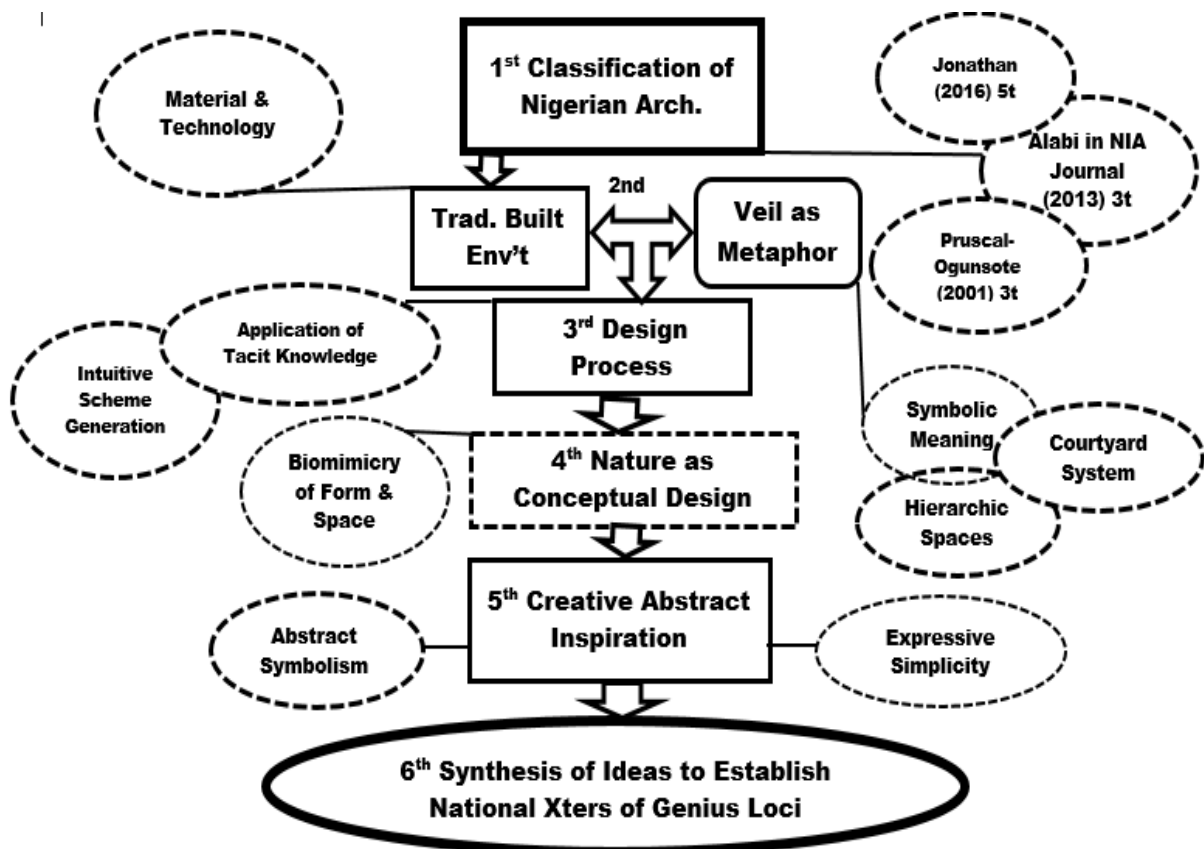 1st Classification of
Nigerian Arch.
Material &
Technology
Jonathan
(2016) 5t
Alabi in NIA
Journal
(2013) 3t
Pruscal-
Ogunsote
(2001) 3t
Trad. Built
Env’t
2nd
Veil as
Metaphor
3rd Design
Process
Application of
Tacit Knowledge
Intuitive
Scheme
Generation
Symbolic
Meaning
Courtyard
System
Hierarchic
Spaces
4th Nature as
Conceptual Design
Biomimicry
of Form &
Space
5th Creative Abstract
Inspiration
Abstract
Symbolism
Expressive
Simplicity
6th Synthesis of Ideas to Establish
National Xters of Genius Loci